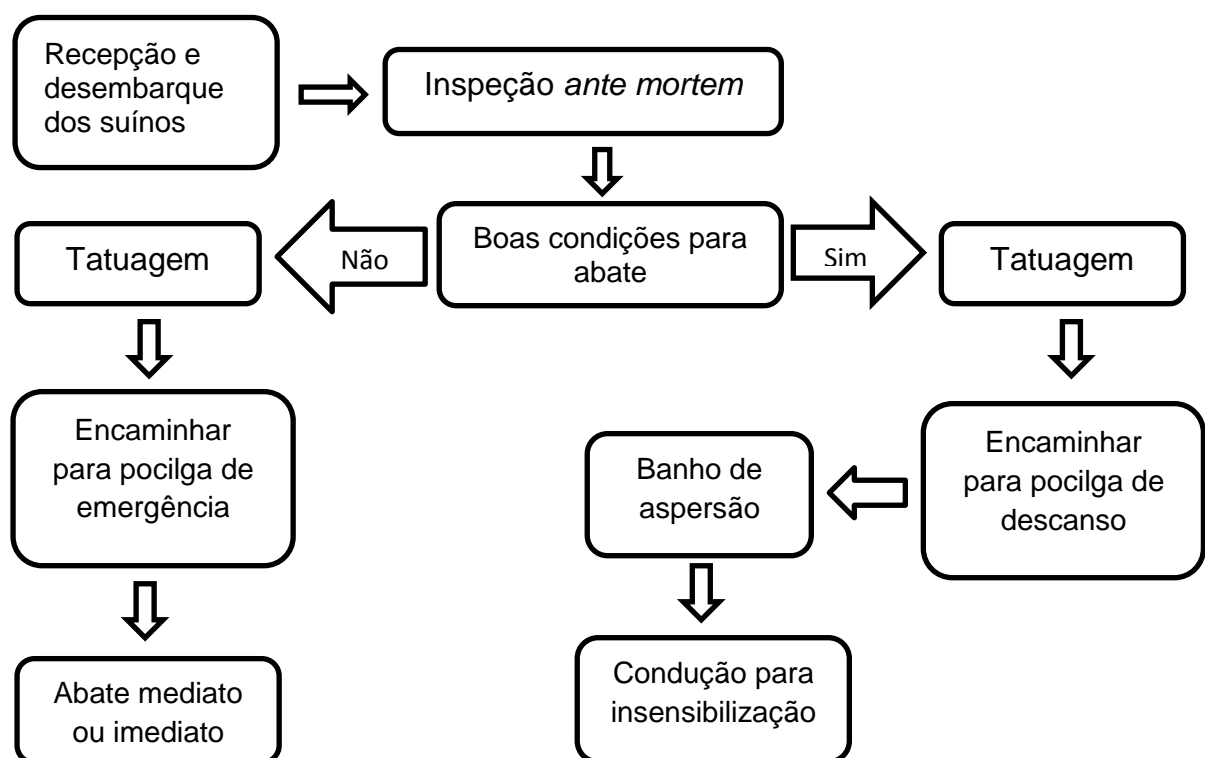 Recepção e
desembarque
dos suínos
Inspeção ante mortem
Tatuagem
Não
Boas condições para
abate
Sim
Tatuagem
Encaminhar
para pocilga de
emergência
Banho de
aspersão
Encaminhar
para pocilga de
descanso
Abate mediato
ou imediato
Condução para
insensibilização